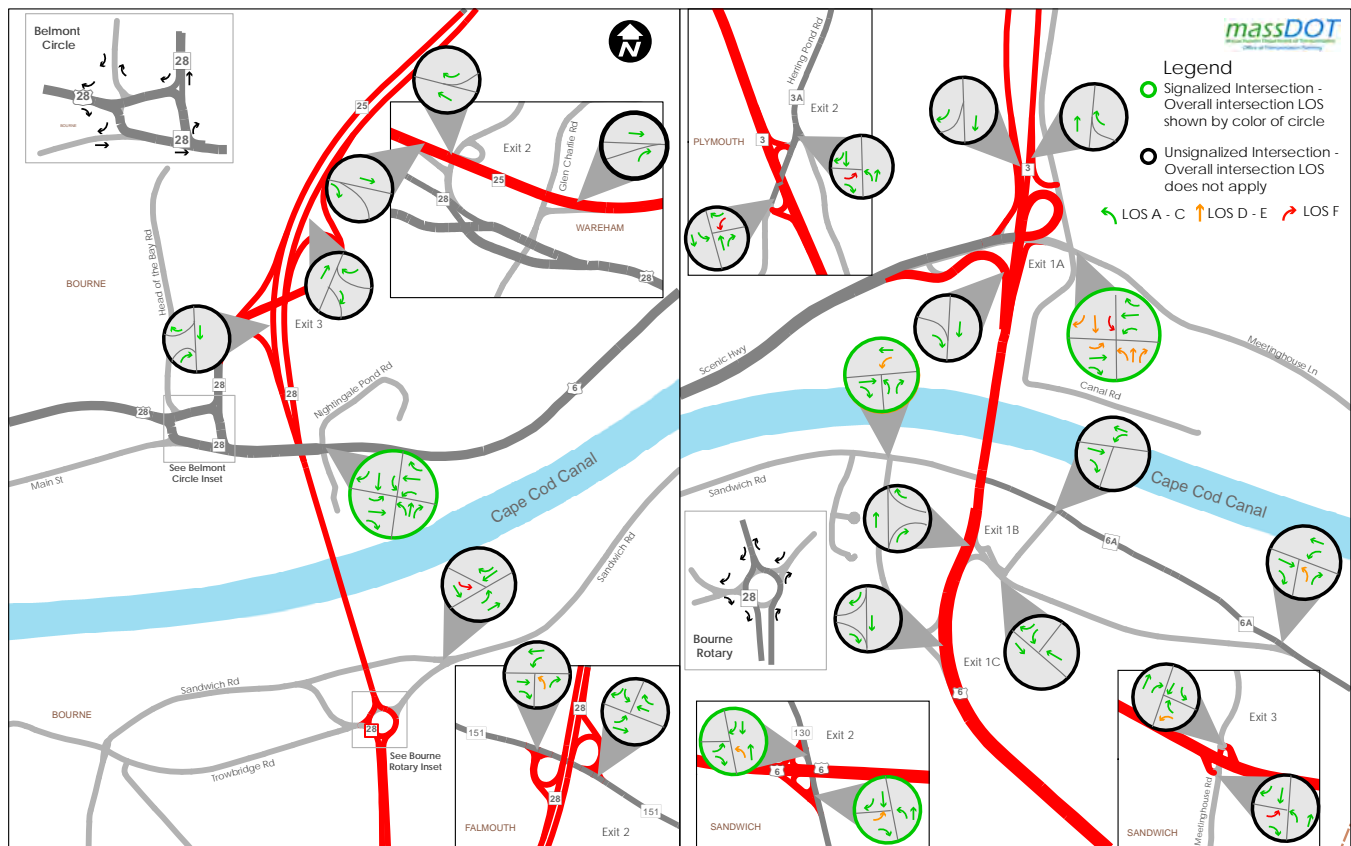 Belmont
Circle
28
28
28
BOURNE
N
25
Exit 2
Glen Charlie Rd
25
28
WAREHAM
28
BOURNE
Head of the Bay Rd
Exit 3
28
28
28
28
Nightingale Pond Rd
6
See Belmont
Circle Inset
Main St
Cape Cod Canal
Sandwich Rd
Sandwich Rd
BOURNE
Trowbridge Rd
28
See Bourne
Rotary Inset
151
28
28
151
FALMOUTH
Exit 2
Herring Pond Rd
3A
Exit 2
PLYMOUTH
3
3
massDOT
Office of Transportation Planning
Legend
Signalized Intersection -
Overall intersection LOS
shown by color of circle
Unsignalized Intersection -
Overall intersection LOS
does not apply
LOS A - C
LOS D - E
LOS F
Exit 1A
Scenic Hwy
Meetinghouse Ln
Canal Rd
Cape Cod Canal
Sandwich Rd
Exit 1B
6A
6A
28
Bourne
Rotary
Exit 1C
6
130
Exit 2
6
6
SANDWICH
Exit 3
Meetinghouse Rd
SANDWICH